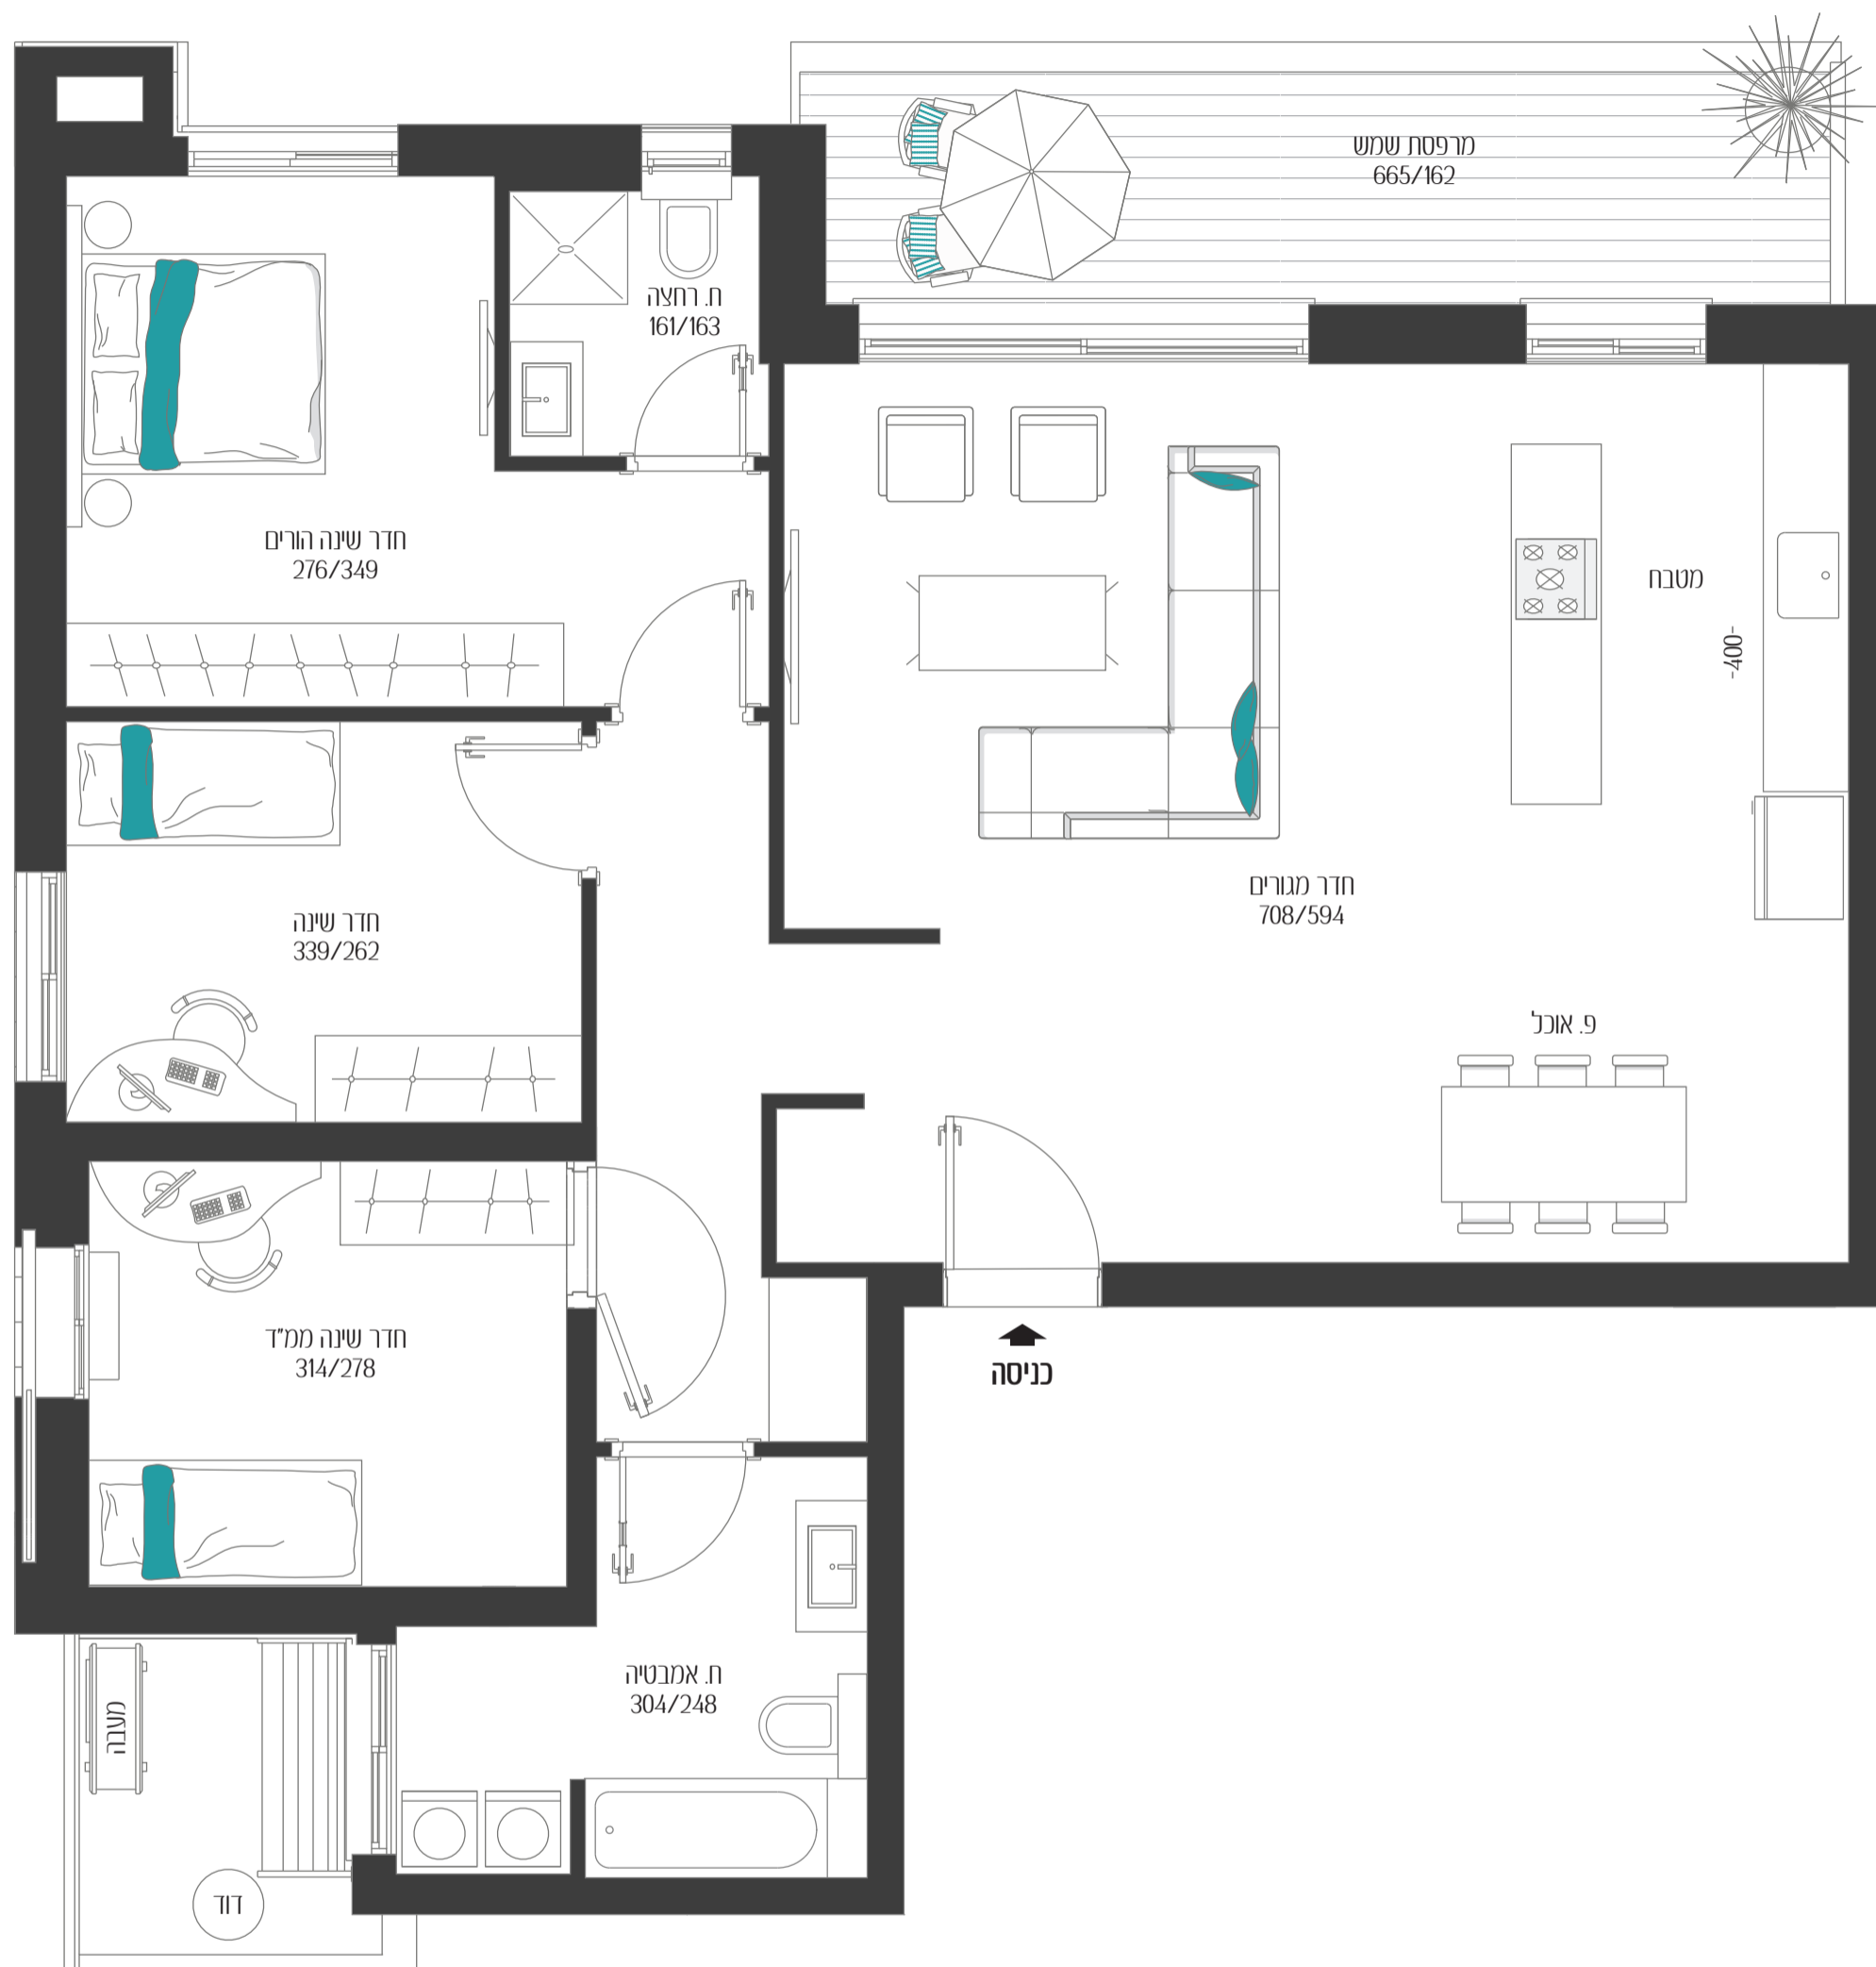 מרפסת שמש
665/162
ח. רחצה
161/163
חדר שינה הורים
276/349
מטבח
-400-
חדר מגורים
708/594
חדר שינה
339/262
פ. אוכל
חדר שינה ממ"ד
314/278
כניסה
ח. אמבטיה
304/248
מעבה
דוד